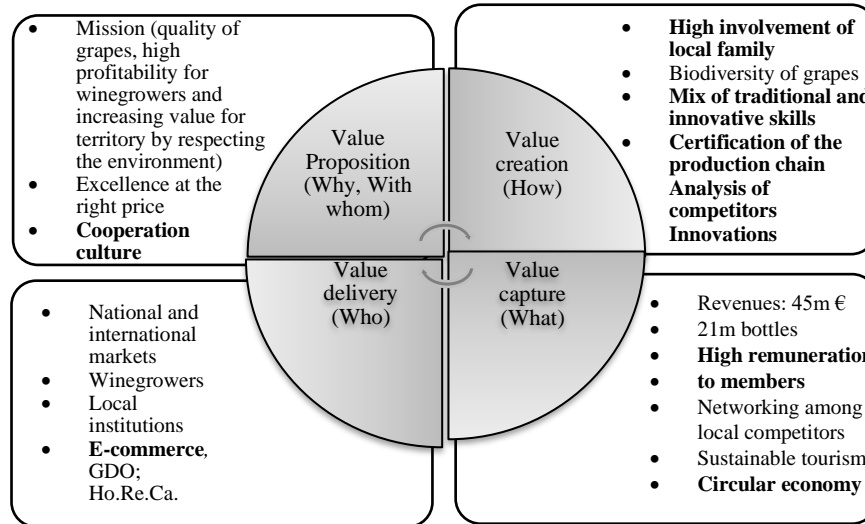 • Mission (quality of
grapes, high
profitability for
winegrowers and
increasing value for
territory by respecting
the environment)
• Excellence at the
right price
• Cooperation
culture
Value
Proposition
(Why, With
whom)
Value
creation
(How)
• High involvement of
local family
• Biodiversity of grapes
• Mix of traditional and
innovative skills
• Certification of the
production chain
• Analysis of
competitors
• Innovations
• National and
international
markets
• Winegrowers
• Local
institutions
• E-commerce,
GDO;
Ho.Re.Ca.
Value
delivery
(Who)
Value
capture
(What)
• Revenues: 45m €
• 21m bottles
• High remuneration
• to members
• Networking among
local competitors
• Sustainable tourism
• Circular economy